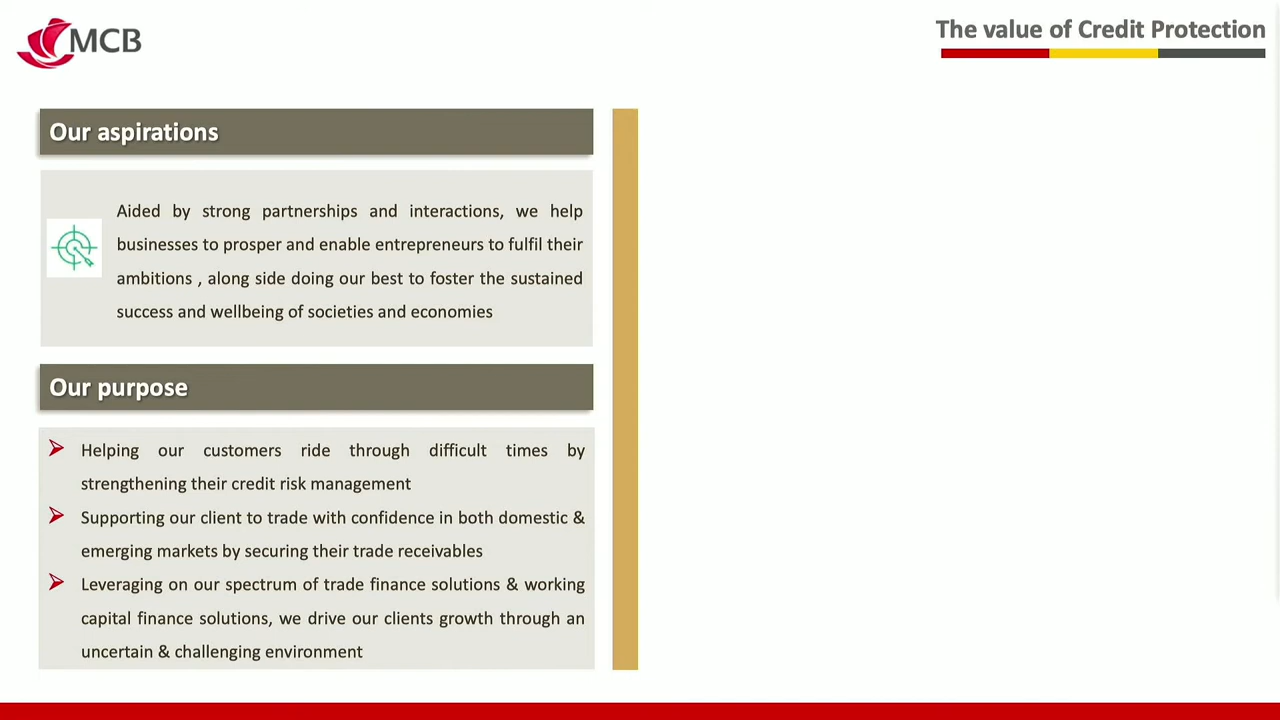 MCB
The value of Credit Protection
Our aspirations
Aided by strong partnerships and interactions, we help
businesses to prosper and enable entrepreneurs to fulfil their
ambitions , along side doing our best to foster the sustained
success and wellbeing of societies and economies
Our purpose
Helping our customers ride through difficult times by
strengthening their credit risk management
Supporting our client to trade with confidence in both domestic &
emerging markets by securing their trade receivables
Leveraging on our spectrum of trade finance solutions & working
capital finance solutions, we drive our clients growth through an
uncertain & challenging environment